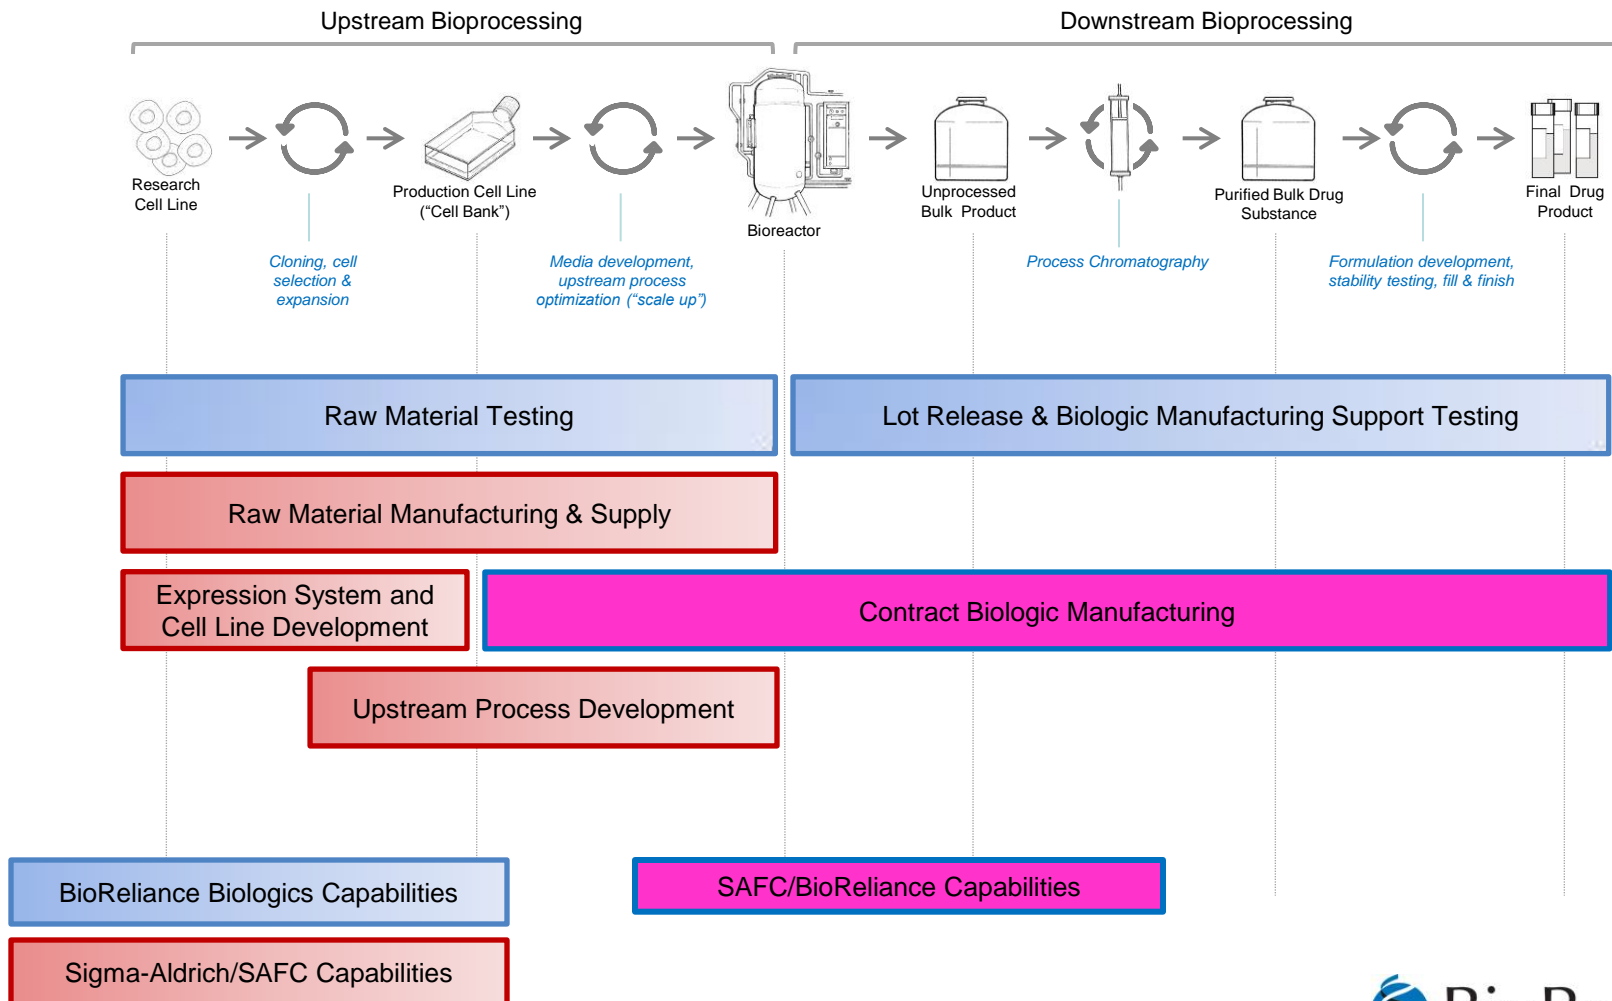 Upstream Bioprocessing
Downstream Bioprocessing
Research
Cell Line
Production Cell Line
(“Cell Bank”)
Bioreactor
Unprocessed
Bulk Product
Purified Bulk Drug
Substance
Final Drug
Product
Cloning, cell
selection &
expansion
Media development,
upstream process
optimization (“scale up”)
Process Chromatography
Formulation development,
stability testing, fill & finish
Raw Material Testing
Lot Release & Biologic Manufacturing Support Testing
Raw Material Manufacturing & Supply
Expression System and
Cell Line Development
Contract Biologic Manufacturing
Upstream Process Development
BioReliance Biologics Capabilities
SAFC/BioReliance Capabilities
Sigma-Aldrich/SAFC Capabilities